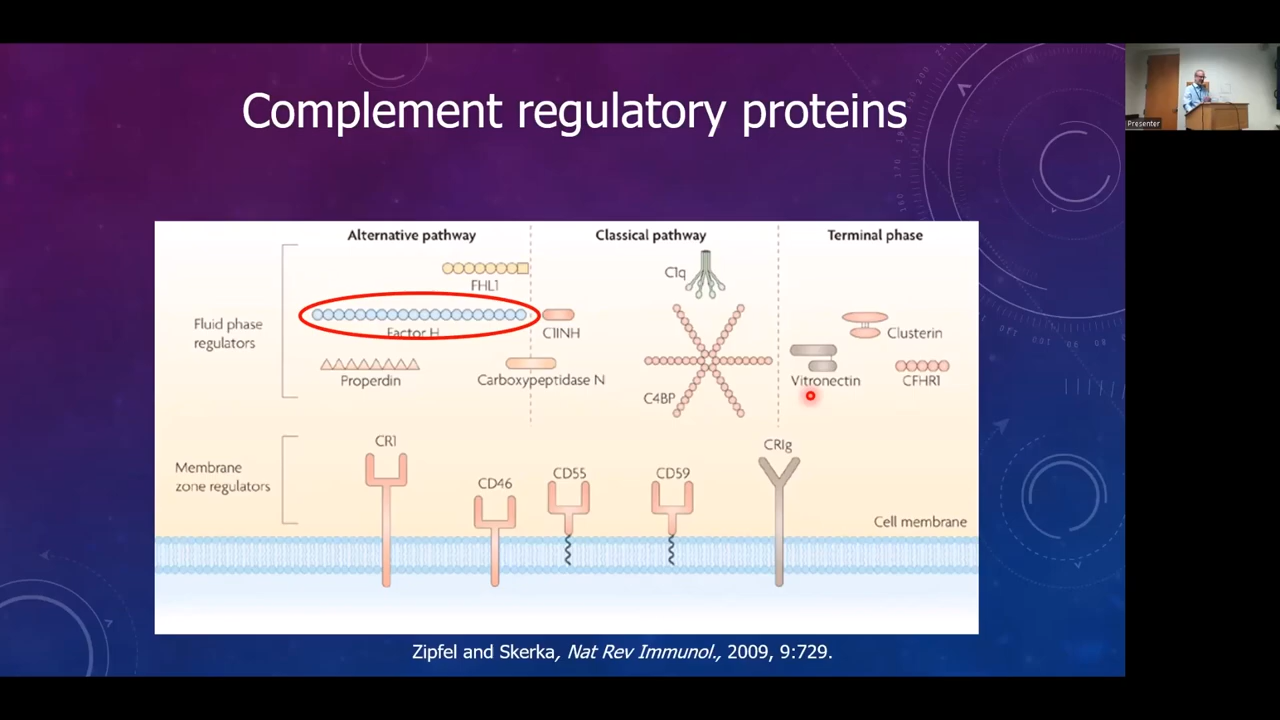 Complement regulatory proteins
Presenter
Alternative pathway
Classical pathway
Terminal phase
FHL1
C1q
Fluid phase
regulators
Factor H
C1INH
Clusterin
Properdin
Carboxypeptidase N
Vitronectin
CFHR1
C4BP
CR1
CRIg
Membrane
zone regulators
CD46
CD55
CD59
Cell membrane
Zipfel and Skerka, Nat Rev Immunol., 2009, 9:729.